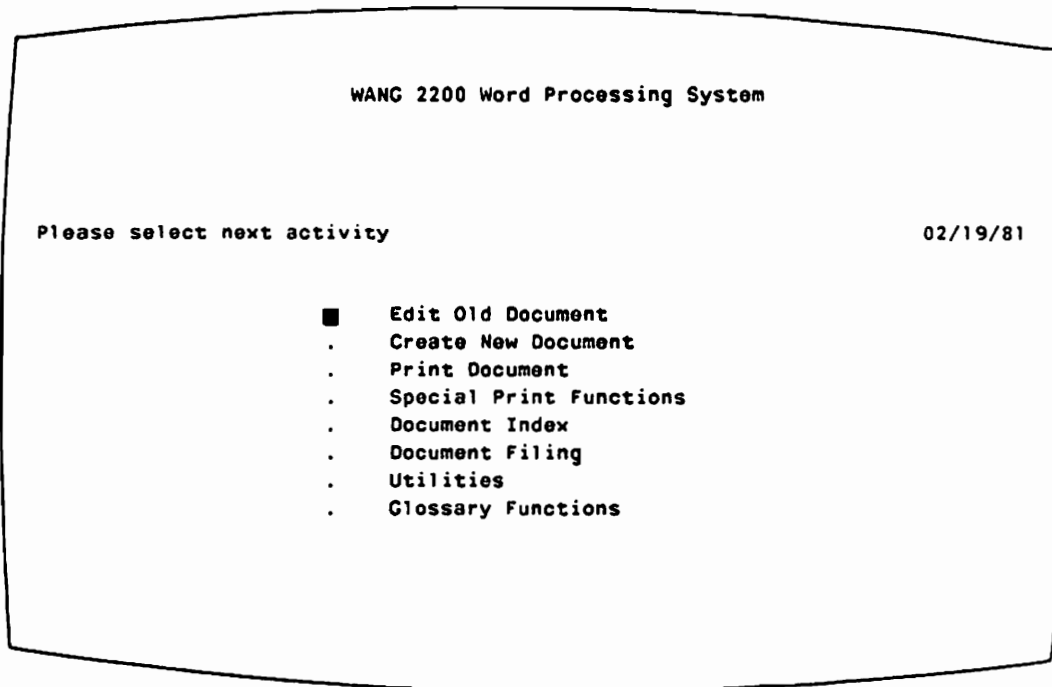 WANG 2200 Word Processing System
Please select next activity 02/19/81
Edit Old Document
. Create New Document
. Print Document
. Special Print Functions
. Document Index
. Document Filing
. Utilities
. Glossary Functions